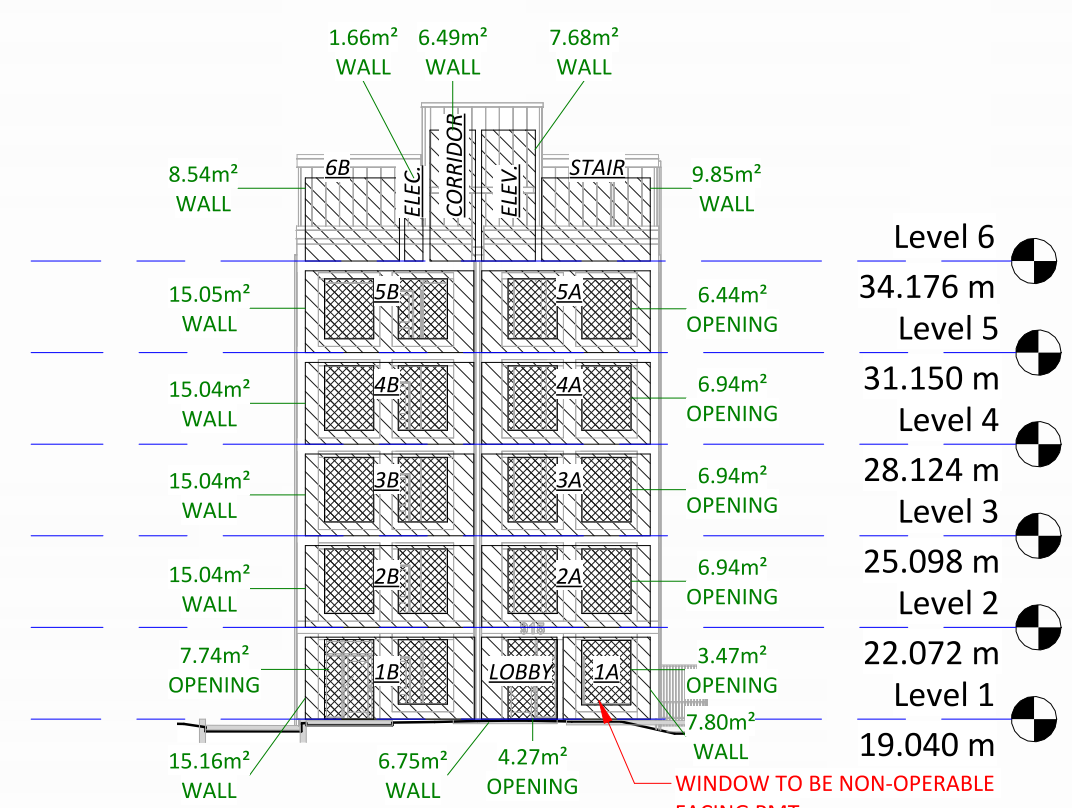 1.66m² 6.49m² 7.68m²
WALL WALL WALL
6B ELEC. CORRIDOR ELEV. STAIR
8.54m²
WALL
9.85m²
WALL
Level 6
34.176 m
15.05m²
WALL
5B 5A
6.44m²
OPENING
Level 5
31.150 m
15.04m²
WALL
4B 4A
6.94m²
OPENING
Level 4
28.124 m
15.04m²
WALL
3B 3A
6.94m²
OPENING
Level 3
25.098 m
15.04m²
WALL
2B 2A
6.94m²
OPENING
Level 2
22.072 m
7.74m²
OPENING
1B LOBBY 1A
3.47m²
OPENING
Level 1
19.040 m
7.80m²
WALL
15.16m²
WALL
6.75m²
WALL
4.27m²
OPENING
WINDOW TO BE NON-OPERABLE
FACING PMT